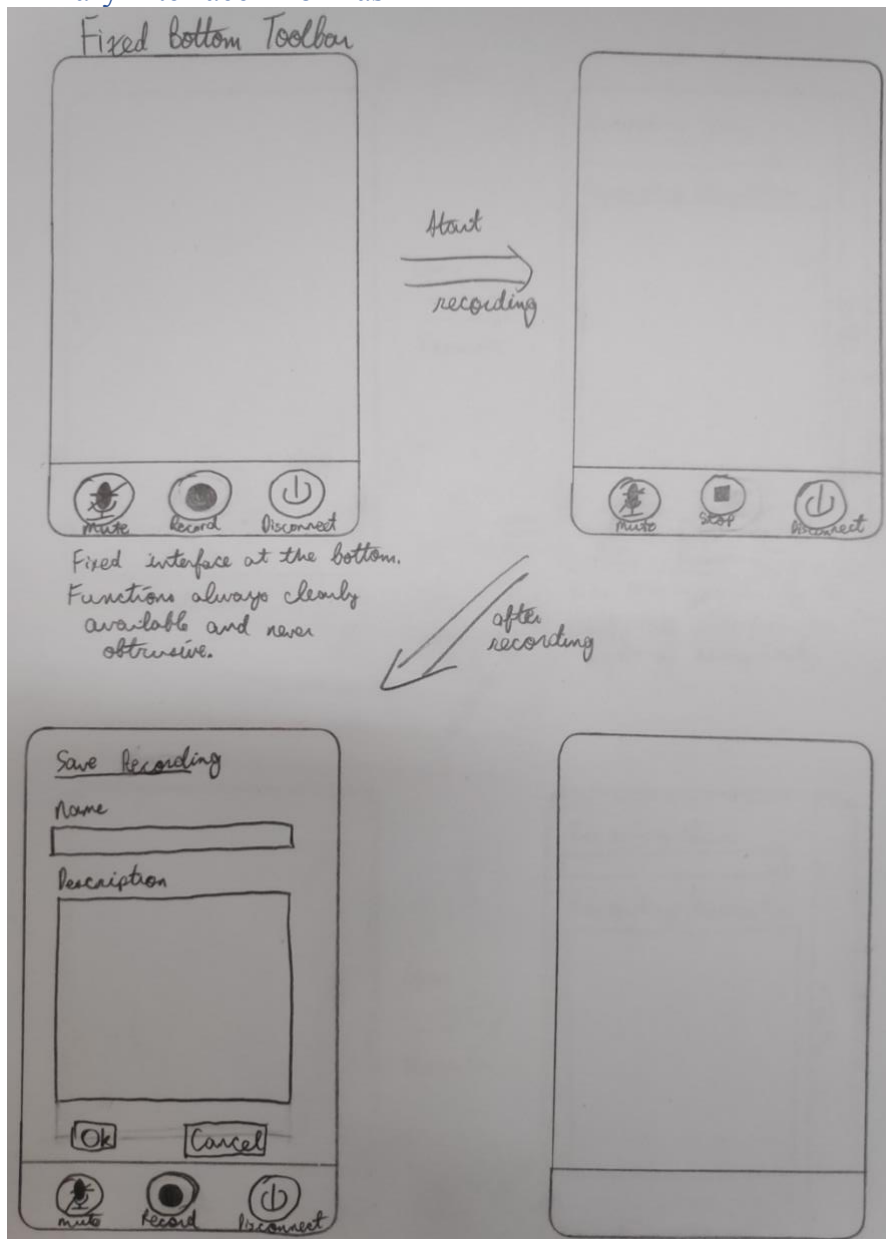 Fixed Bottom Toolbar
Start
recording
Mute Record Disconnect
Mute Stop Disconnect
Fixed interface at the bottom.
Functions always clearly
available and never
obtrusive.
after
recording
Save Recording
Name
Description
Ok Cancel
Mute Record Disconnect